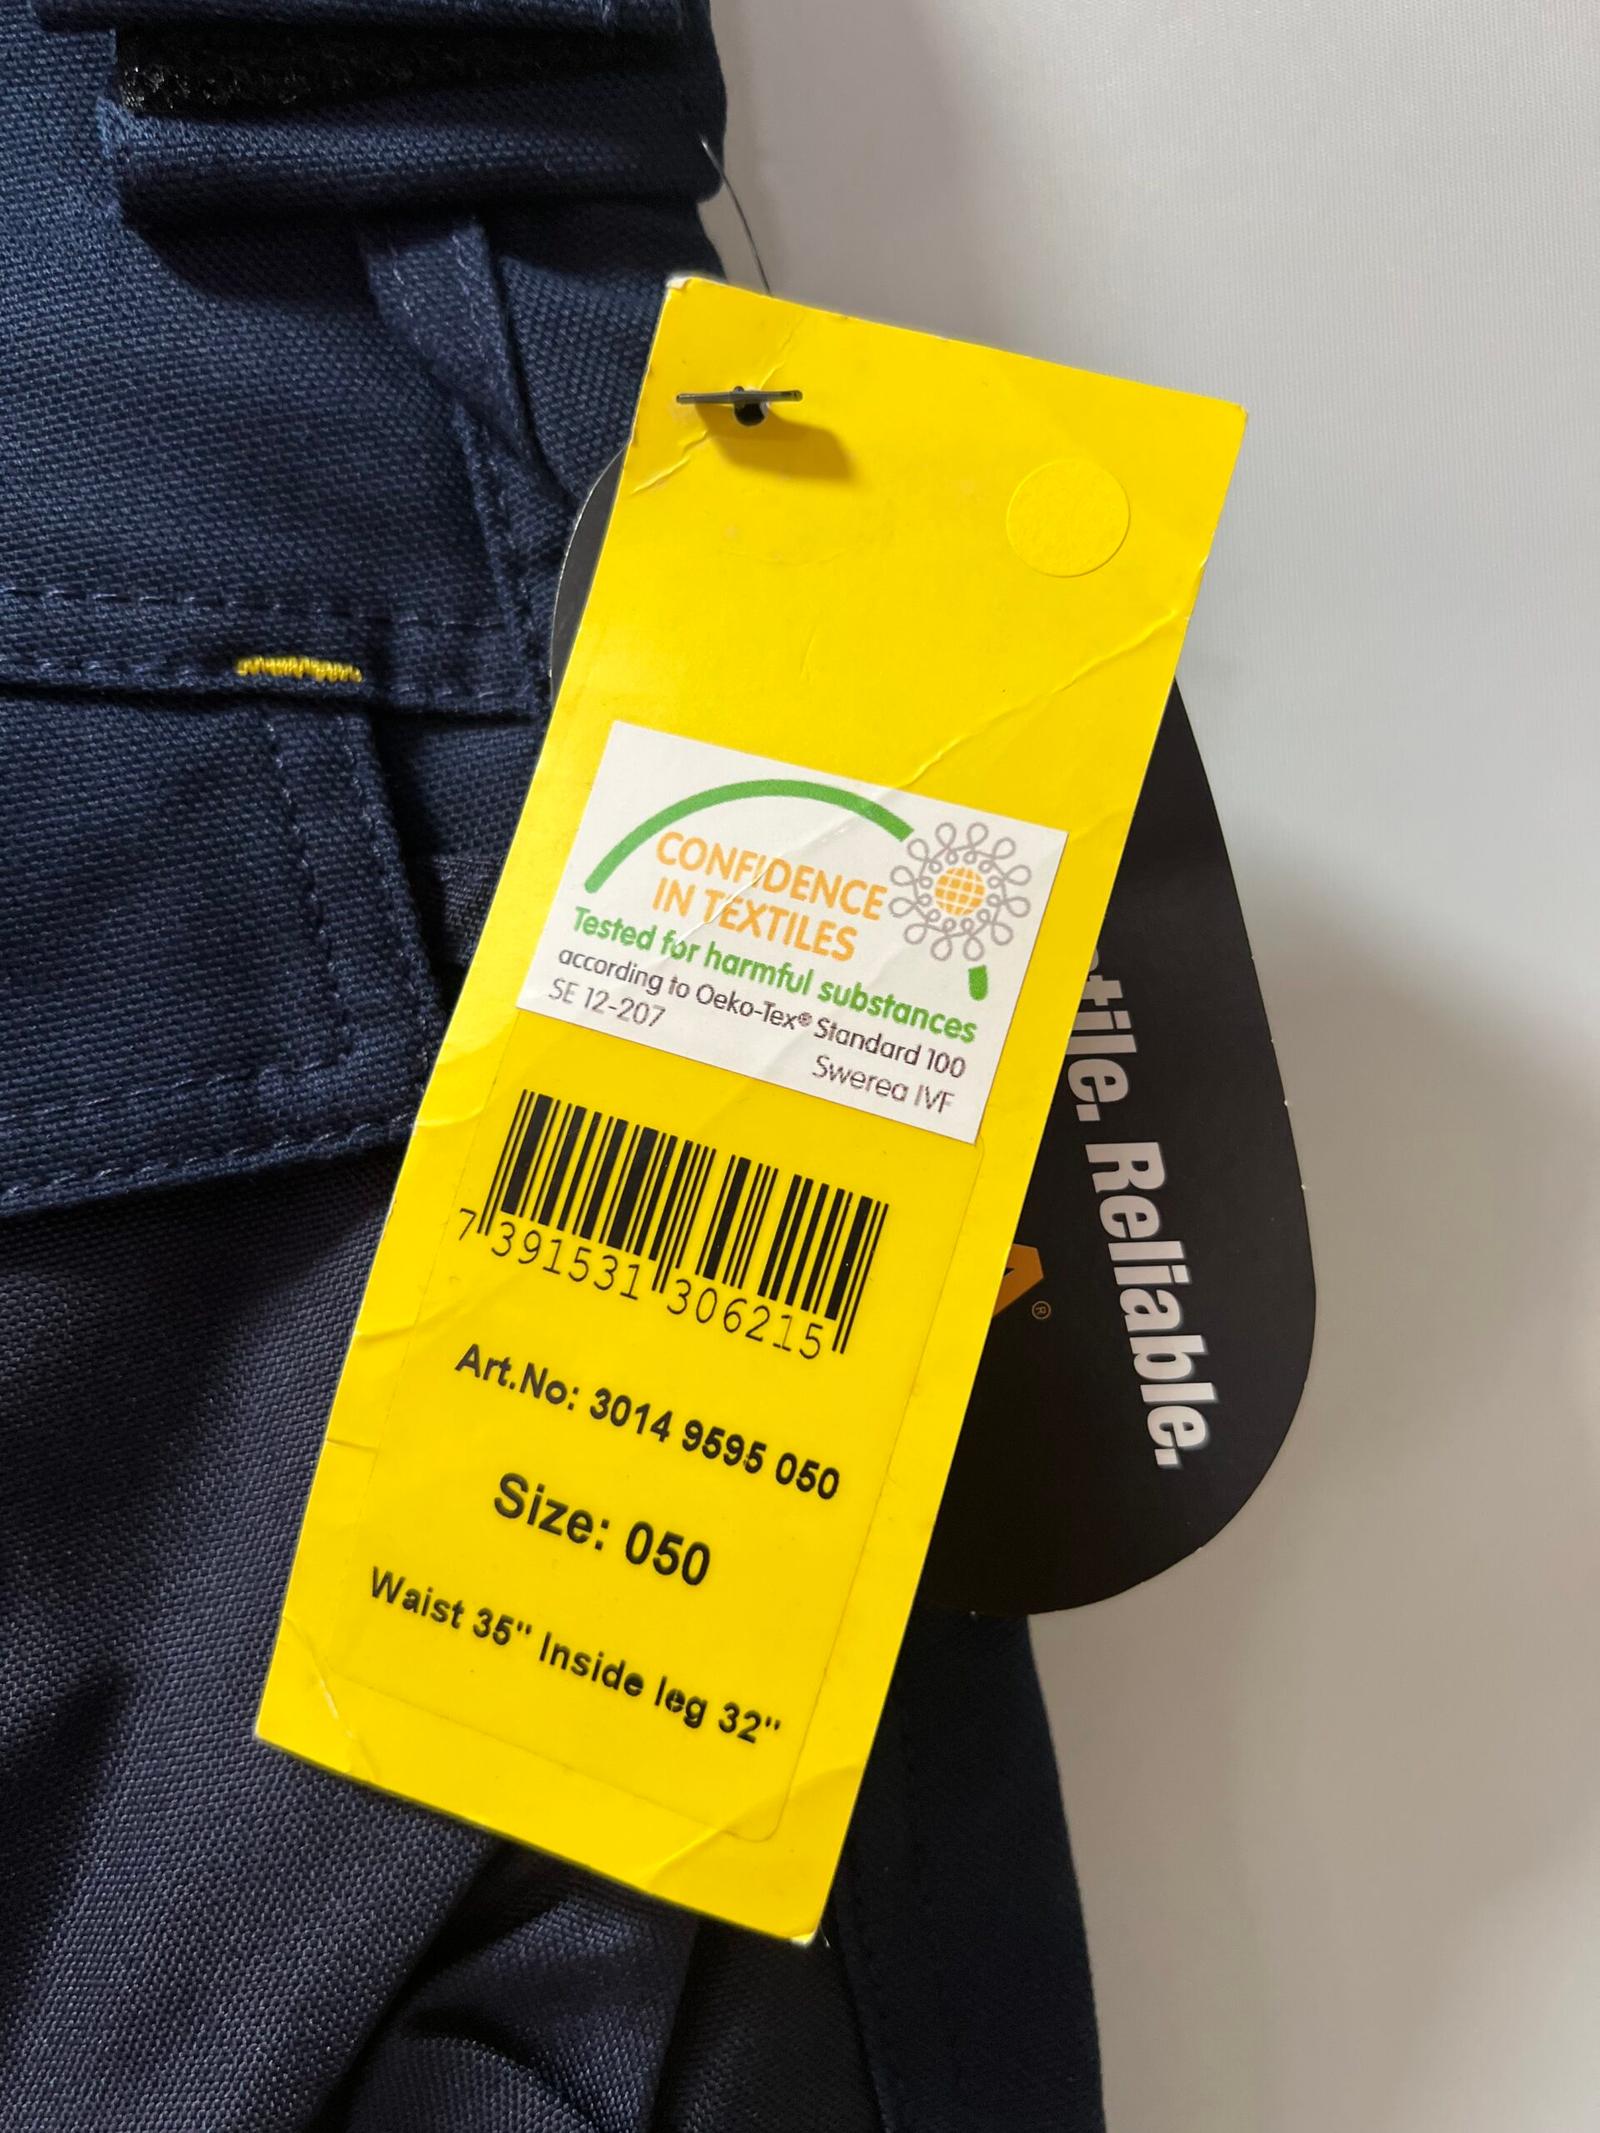 CONFIDENCE
IN TEXTILES
Tested for harmful substances
according to Oeko-Tex® Standard 100
SE 12-207
Swerea IVF
7 391531 306215
Art.No: 3014 9595 050
Size: 050
Waist 35" Inside leg 32"
Reliable.
®